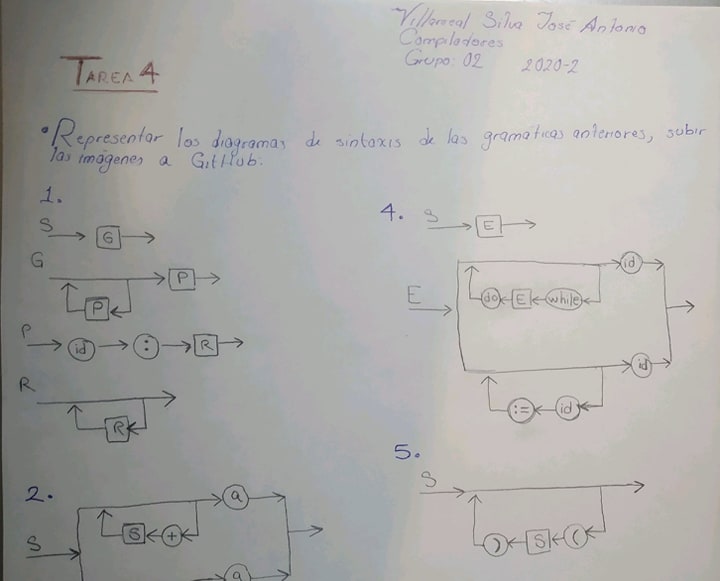 Villarreal Silva José Antonio
Compiladores
Grupo: 02 2020-2
TAREA 4
• Representar los diagramas de sintaxis de las gramaticas anteriores, subir
las imágenes a GitHub.
1.
S G
G P
P
P id : R
R
R
2.
S + a
S
a
4. S E
id
do E while
E
id
:= id
5.
S
) S (